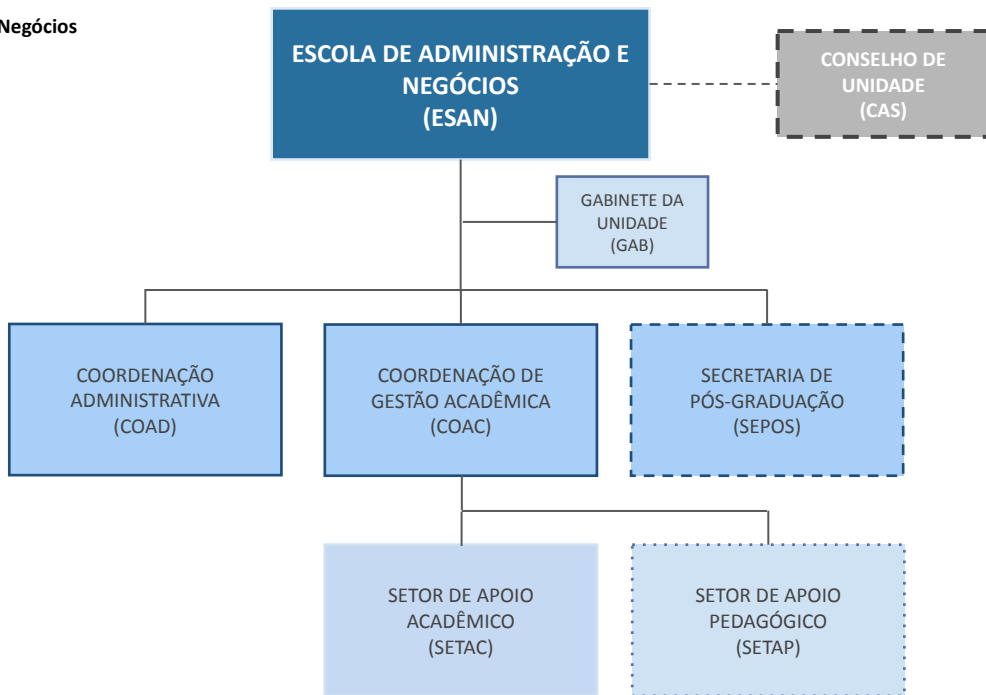 Negócios
ESCOLA DE ADMINISTRAÇÃO E
NEGÓCIOS
(ESAN)
CONSELHO DE
UNIDADE
(CAS)
GABINETE DA
UNIDADE
(GAB)
COORDENAÇÃO
ADMINISTRATIVA
(COAD)
COORDENAÇÃO DE
GESTÃO ACADÊMICA
(COAC)
SECRETARIA DE
PÓS-GRADUAÇÃO
(SEPOS)
SETOR DE APOIO
ACADÊMICO
(SETAC)
SETOR DE APOIO
PEDAGÓGICO
(SETAP)